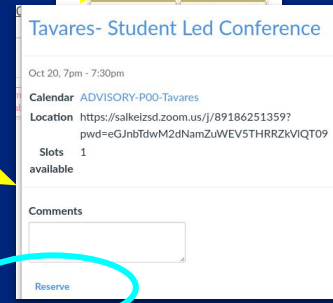 Tavares- Student Led Conference
Oct 20, 7pm - 7:30pm
Calendar ADVISORY-P00-Tavares
Location https://salkeizsd.zoom.us/j/89186251359?
pwd=eGJnbTdwM2dNamZuWEV5THRRZkVIQT09
Slots 1
available
Comments
Reserve